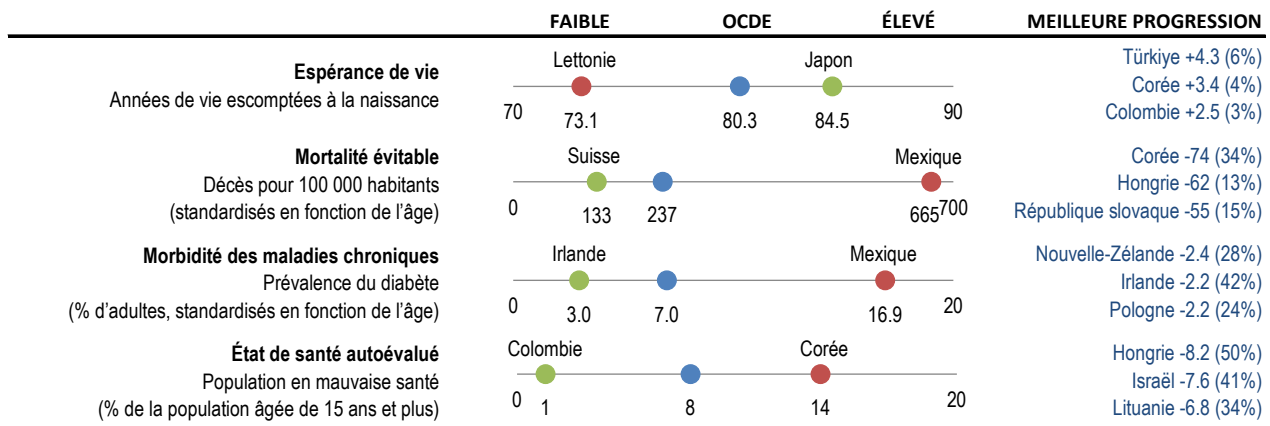 FAIBLE OCDE ÉLEVÉ MEILLEURE PROGRESSION
Espérance de vie
Années de vie escomptées à la naissance
Lettonie Japon
70 73.1 80.3 84.5 90
Türkiye +4.3 (6%)
Corée +3.4 (4%)
Colombie +2.5 (3%)
Mortalité évitable
Décès pour 100 000 habitants
(standardisés en fonction de l'âge)
Suisse Mexique
0 133 237 665 700
Corée -74 (34%)
Hongrie -62 (13%)
République slovaque -55 (15%)
Morbidité des maladies chroniques
Prévalence du diabète
(% d'adultes, standardisés en fonction de l'âge)
Irlande Mexique
0 3.0 7.0 16.9 20
Nouvelle-Zélande -2.4 (28%)
Irlande -2.2 (42%)
Pologne -2.2 (24%)
État de santé autoévalué
Population en mauvaise santé
(% de la population âgée de 15 ans et plus)
Colombie Corée
0 1 8 14 20
Hongrie -8.2 (50%)
Israël -7.6 (41%)
Lituanie -6.8 (34%)